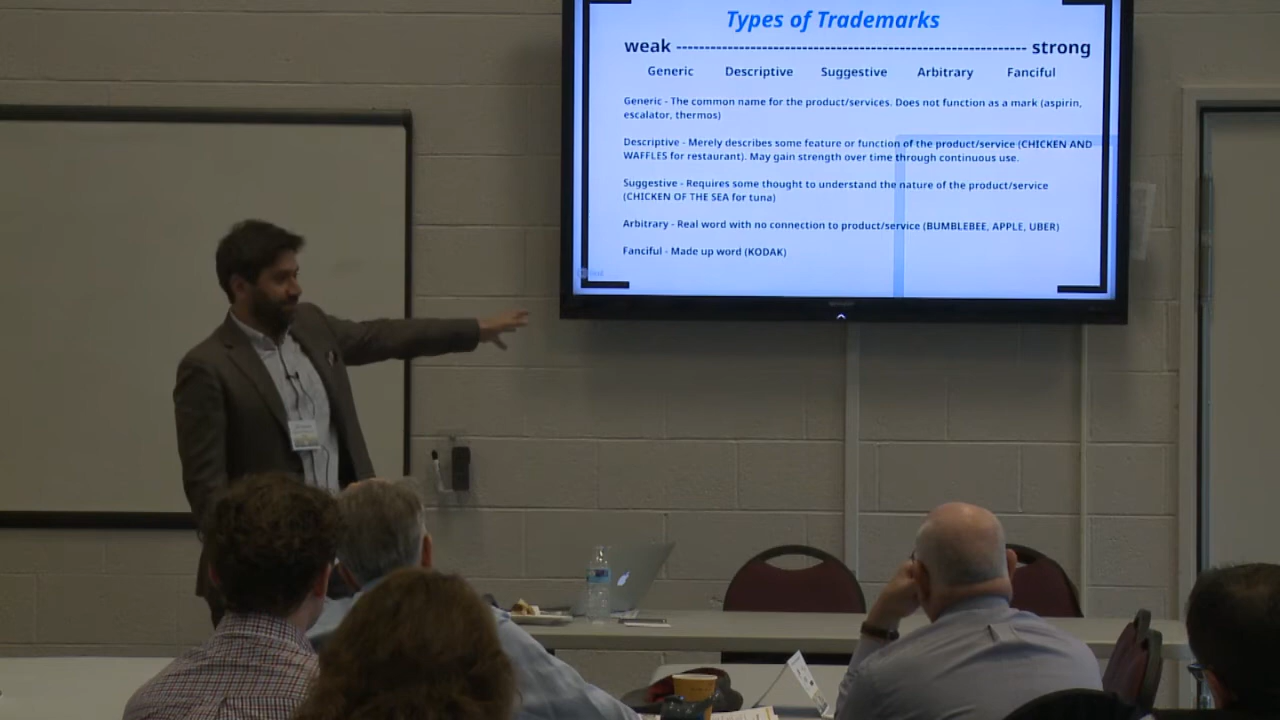 Types of Trademarks
weak ------------------------------------------------------------------------ strong
Generic Descriptive Suggestive Arbitrary Fanciful
Generic - The common name for the product/services. Does not function as a mark (aspirin,
escalator, thermos)
Descriptive - Merely describes some feature or function of the product/service (CHICKEN AND
WAFFLES for restaurant). May gain strength over time through continuous use.
Suggestive - Requires some thought to understand the nature of the product/service
(CHICKEN OF THE SEA for tuna)
Arbitrary - Real word with no connection to product/service (BUMBLEBEE, APPLE, UBER)
Fanciful - Made up word (KODAK)